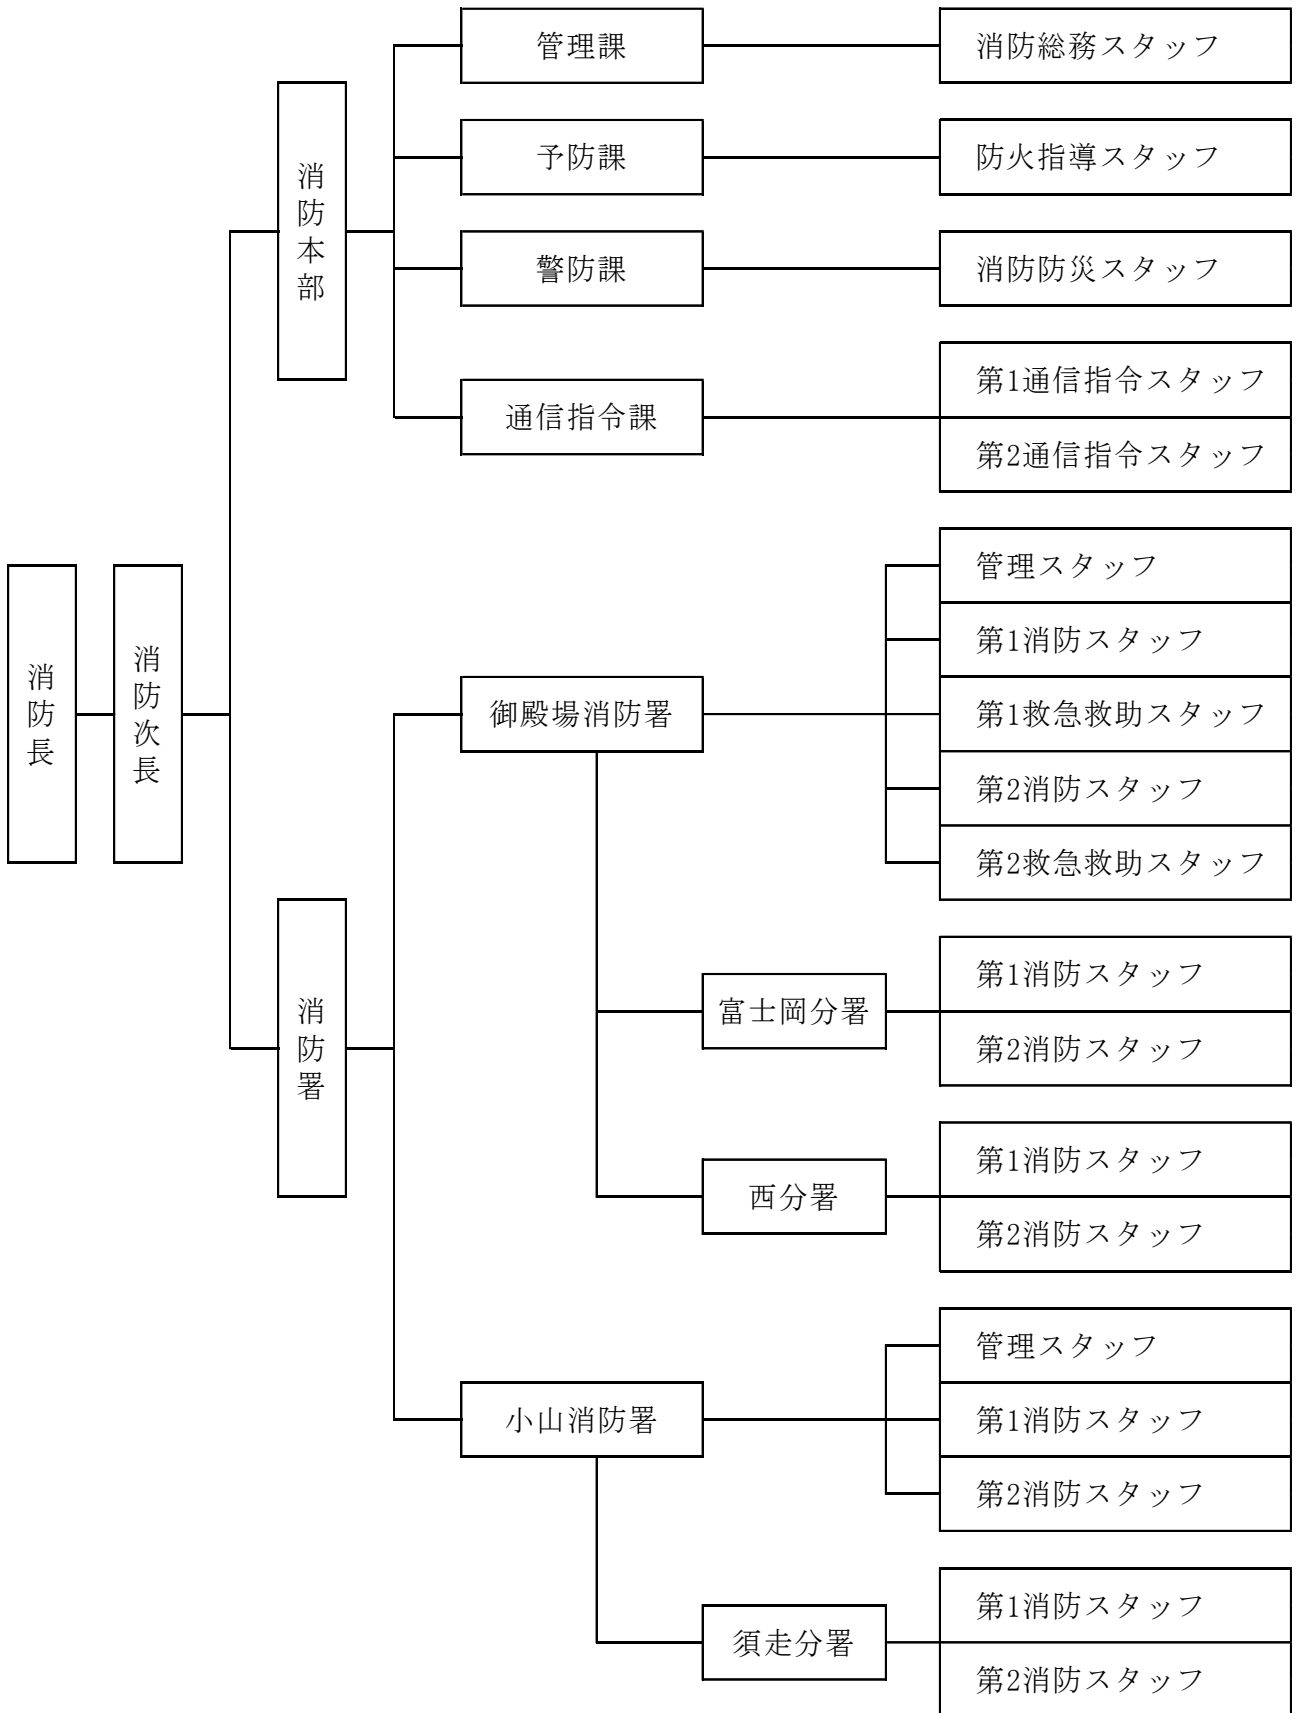 消防長
消防次長
消防本部
管理課
消防総務スタッフ
予防課
防火指導スタッフ
警防課
消防防災スタッフ
通信指令課
第1通信指令スタッフ
第2通信指令スタッフ
消防署
御殿場消防署
管理スタッフ
第1消防スタッフ
第1救急救助スタッフ
第2消防スタッフ
第2救急救助スタッフ
富士岡分署
第1消防スタッフ
第2消防スタッフ
西分署
第1消防スタッフ
第2消防スタッフ
小山消防署
管理スタッフ
第1消防スタッフ
第2消防スタッフ
須走分署
第1消防スタッフ
第2消防スタッフ